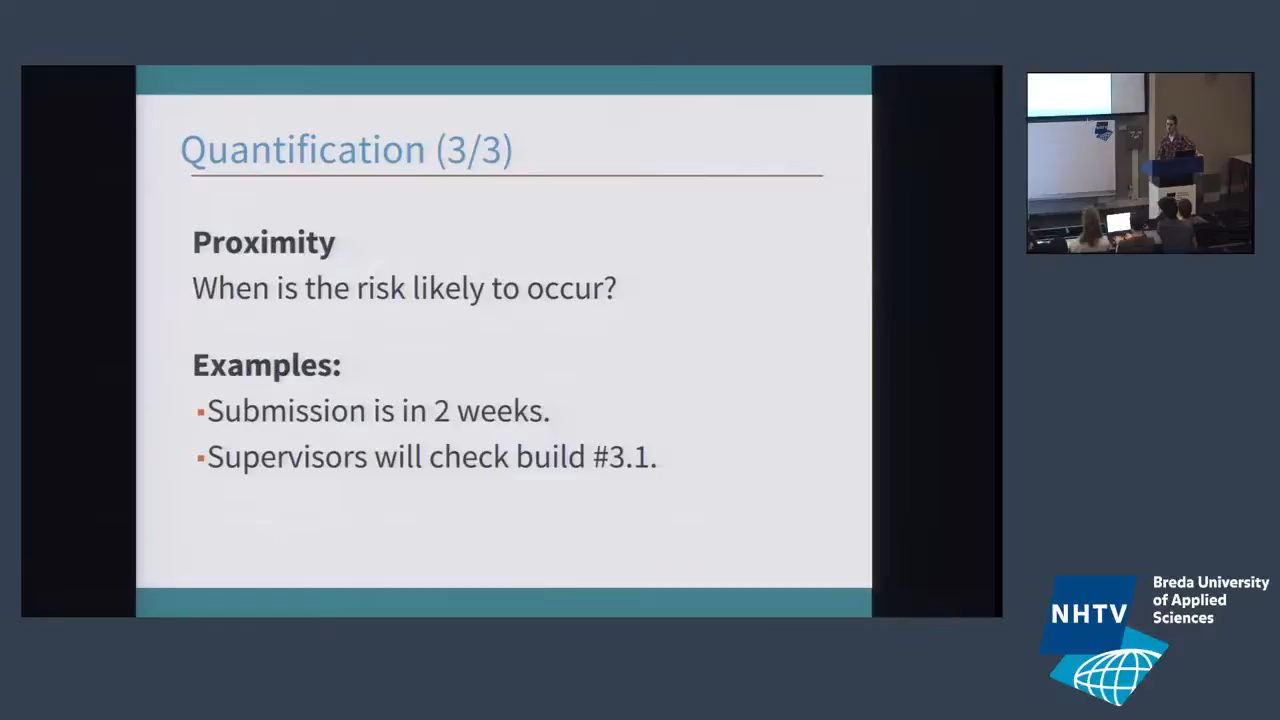 Quantification (3/3)
Proximity
When is the risk likely to occur?
Examples:
▪Submission is in 2 weeks.
▪Supervisors will check build #3.1.
NHTV
Breda University
of Applied
Sciences